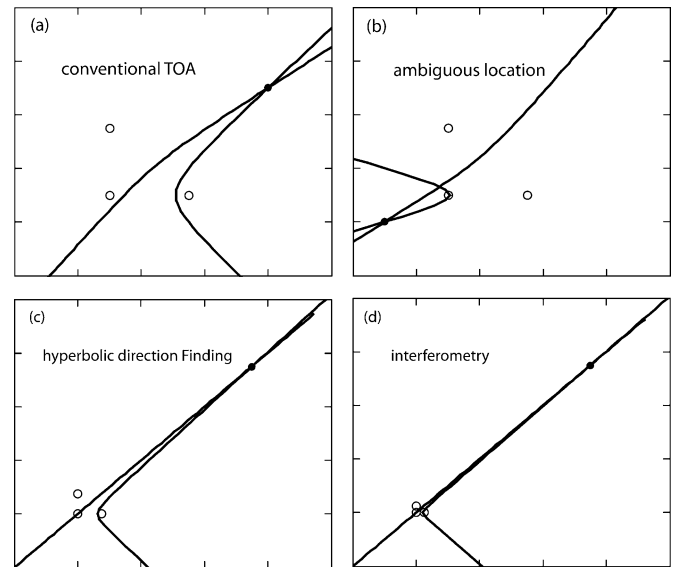 (a)
conventional TOA
(b)
ambiguous location
(c)
hyperbolic direction Finding
(d)
interferometry